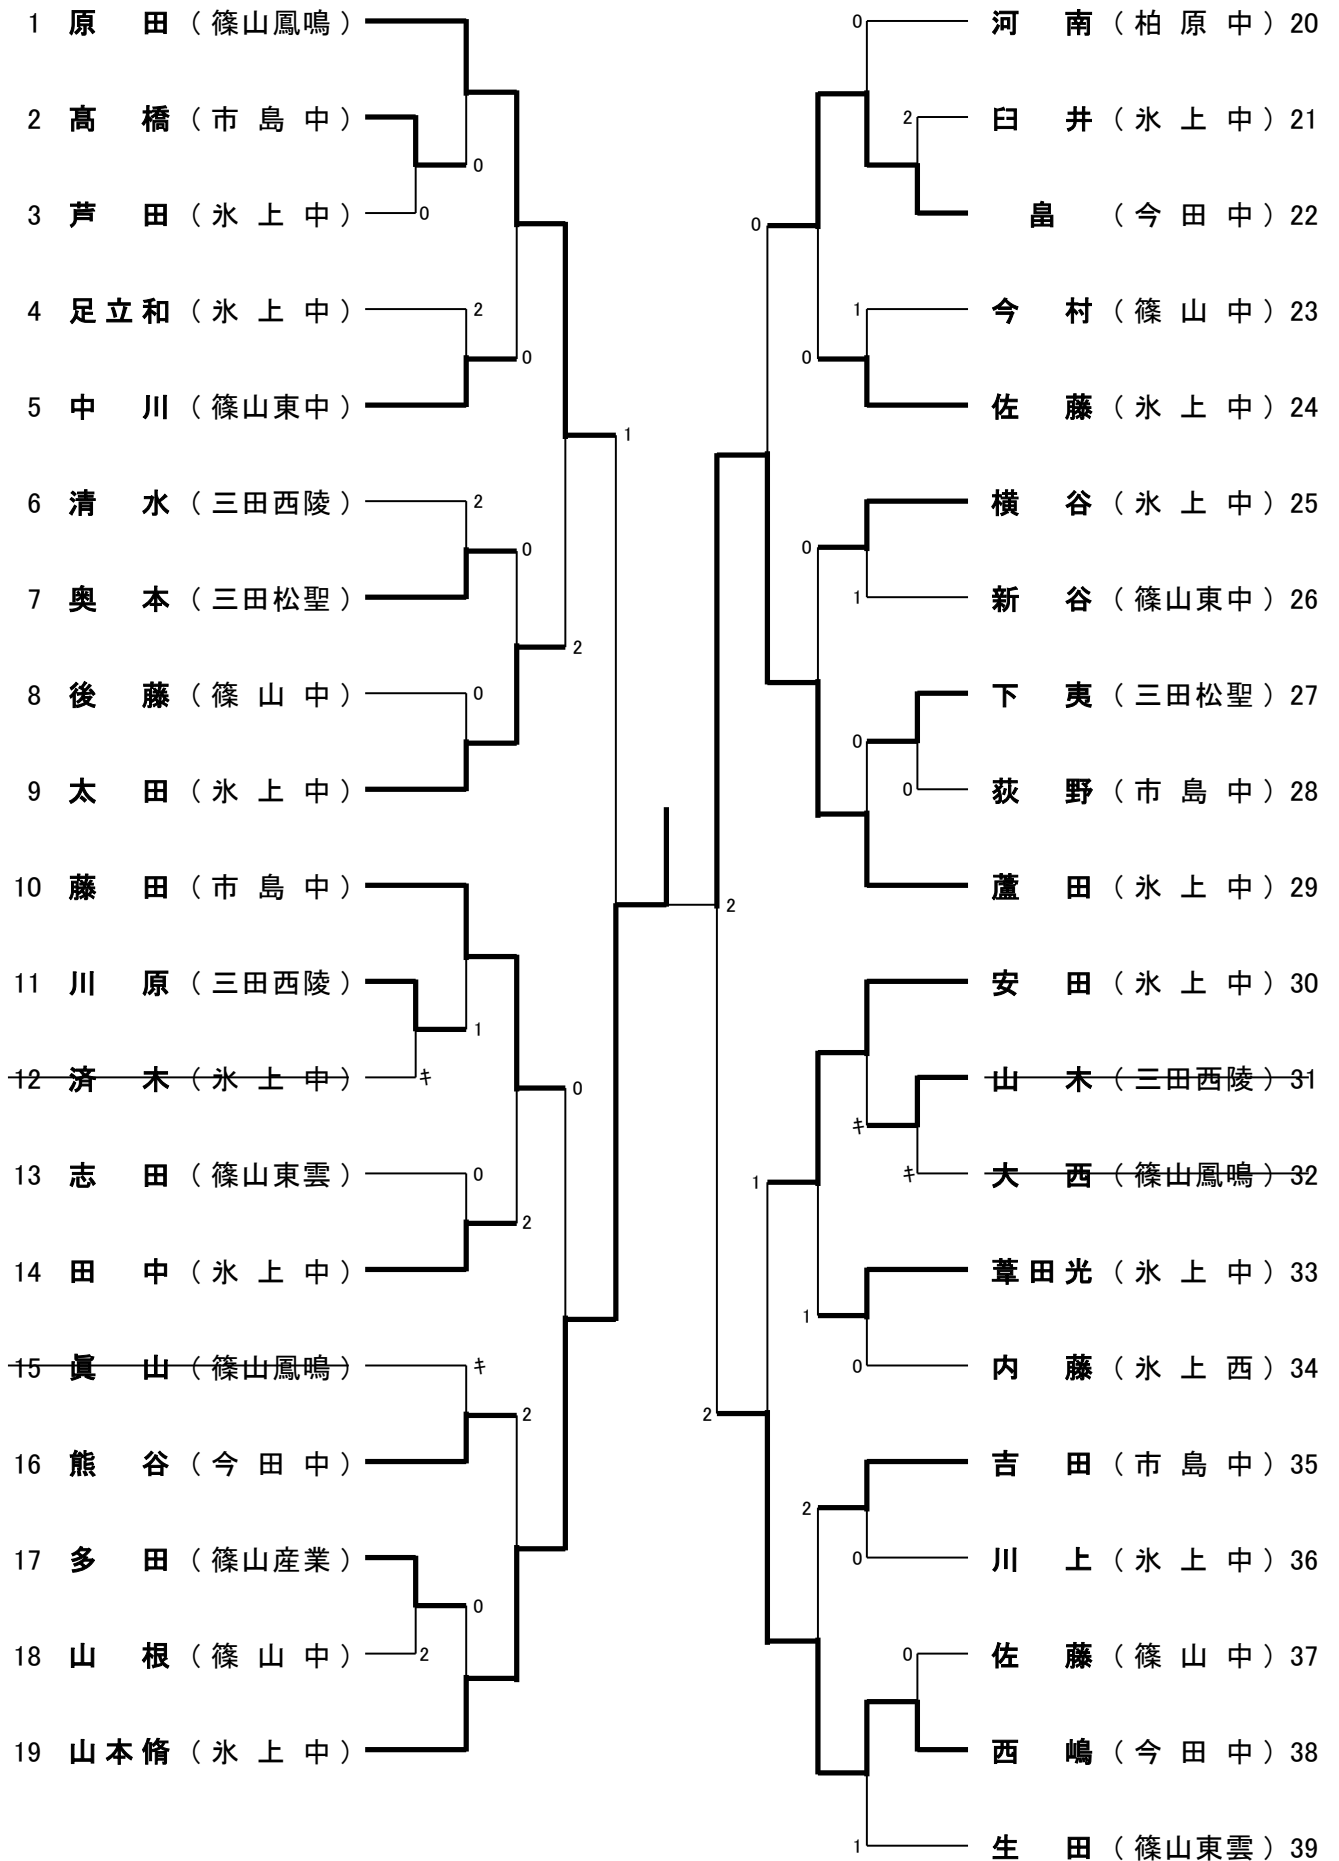 1 原 田 （ 篠山鳳鳴 ）
2 髙 橋 （ 市 島 中 ）
0
3 芦 田 （ 氷 上 中 ）
0
4 足立和 （ 氷 上 中 ）
2
0
5 中 川 （ 篠山東中 ）
1
6 清 水 （ 三田西陵 ）
2
0
7 奥 本 （ 三田松聖 ）
2
8 後 藤 （ 篠 山 中 ）
0
9 太 田 （ 氷 上 中 ）
10 藤 田 （ 市 島 中 ）
11 川 原 （ 三田西陵 ）
1
12 済 木 （ 氷 上 中 ）
キ
0
13 志 田 （ 篠山東雲 ）
0
2
14 田 中 （ 氷 上 中 ）
15 眞 山 （ 篠山鳳鳴 ）
キ
2
16 熊 谷 （ 今 田 中 ）
17 多 田 （ 篠山産業 ）
0
18 山 根 （ 篠 山 中 ）
2
19 山本脩 （ 氷 上 中 ）
0
河 南 （ 柏 原 中 ） 20
2
臼 井 （ 氷 上 中 ） 21
畠 （ 今 田 中 ） 22
0
1
今 村 （ 篠 山 中 ） 23
0
佐 藤 （ 氷 上 中 ） 24
横 谷 （ 氷 上 中 ） 25
0
1
新 谷 （ 篠山東中 ） 26
下 夷 （ 三田松聖 ） 27
0
0
荻 野 （ 市 島 中 ） 28
蘆 田 （ 氷 上 中 ） 29
2
安 田 （ 氷 上 中 ） 30
山 木 （ 三田西陵 ） 31
キ
キ
大 西 （ 篠山鳳鳴 ） 32
1
葦田光 （ 氷 上 中 ） 33
1
0
内 藤 （ 氷 上 西 ） 34
2
吉 田 （ 市 島 中 ） 35
2
0
川 上 （ 氷 上 中 ） 36
0
佐 藤 （ 篠 山 中 ） 37
西 嶋 （ 今 田 中 ） 38
1
生 田 （ 篠山東雲 ） 39